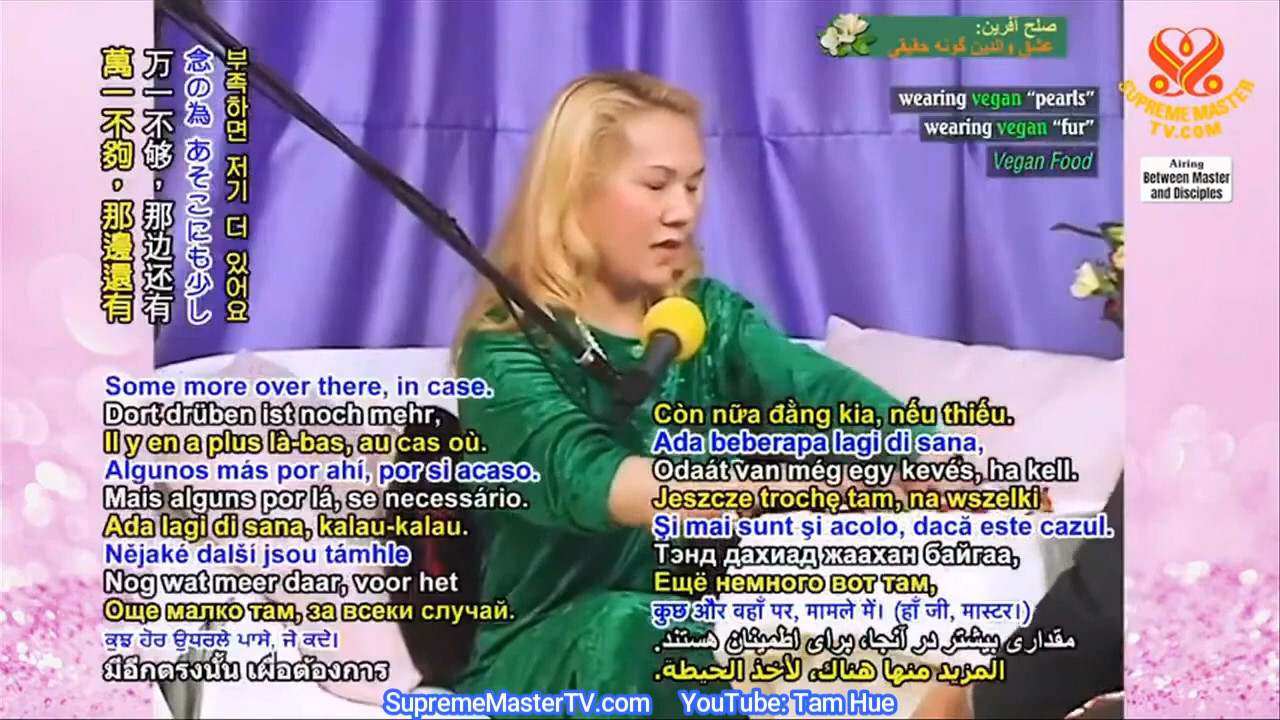 صلح آفرین:
عشق والدین گونه حقیقی
wearing vegan “pearls”
wearing vegan “fur”
Vegan Food
SUPREME MASTER
TV.COM
Airing
Between Master
and Disciples
부족하면 저기 더 있어요
念の為 あそこにも少し
万一不够，那边还有
萬一不夠，那邊還有
Some more over there, in case.
Dort drüben ist noch mehr,
Il y en a plus là-bas, au cas où.
Algunos más por ahí, por si acaso.
Mais alguns por lá, se necessário.
Ada lagi di sana, kalau-kalau.
Nějaké další jsou támhle
Nog wat meer daar, voor het
Още малко там, за всеки случай.
ਕੁਝ ਹੋਰ ਉਧਰਲੇ ਪਾਸੇ, ਜੇ ਕਦੇ।
มีอีกตรงนั้น เผื่อต้องการ
Còn nữa đằng kia, nếu thiếu.
Ada beberapa lagi di sana,
Odaát van még egy kevés, ha kell.
Jeszcze trochę tam, na wszelki
Şi mai sunt şi acolo, dacă este cazul.
Тэнд дахиад жаахан байгаа,
Ещё немного вот там,
कुछ और वहाँ पर, मामले में। (हाँ जी, मास्टर।)
مقداری بیشتر در آنجا، برای اطمینان هستند.
المزيد منها هناك، لأخذ الحيطة.
SupremeMasterTV.com YouTube: Tam Hue